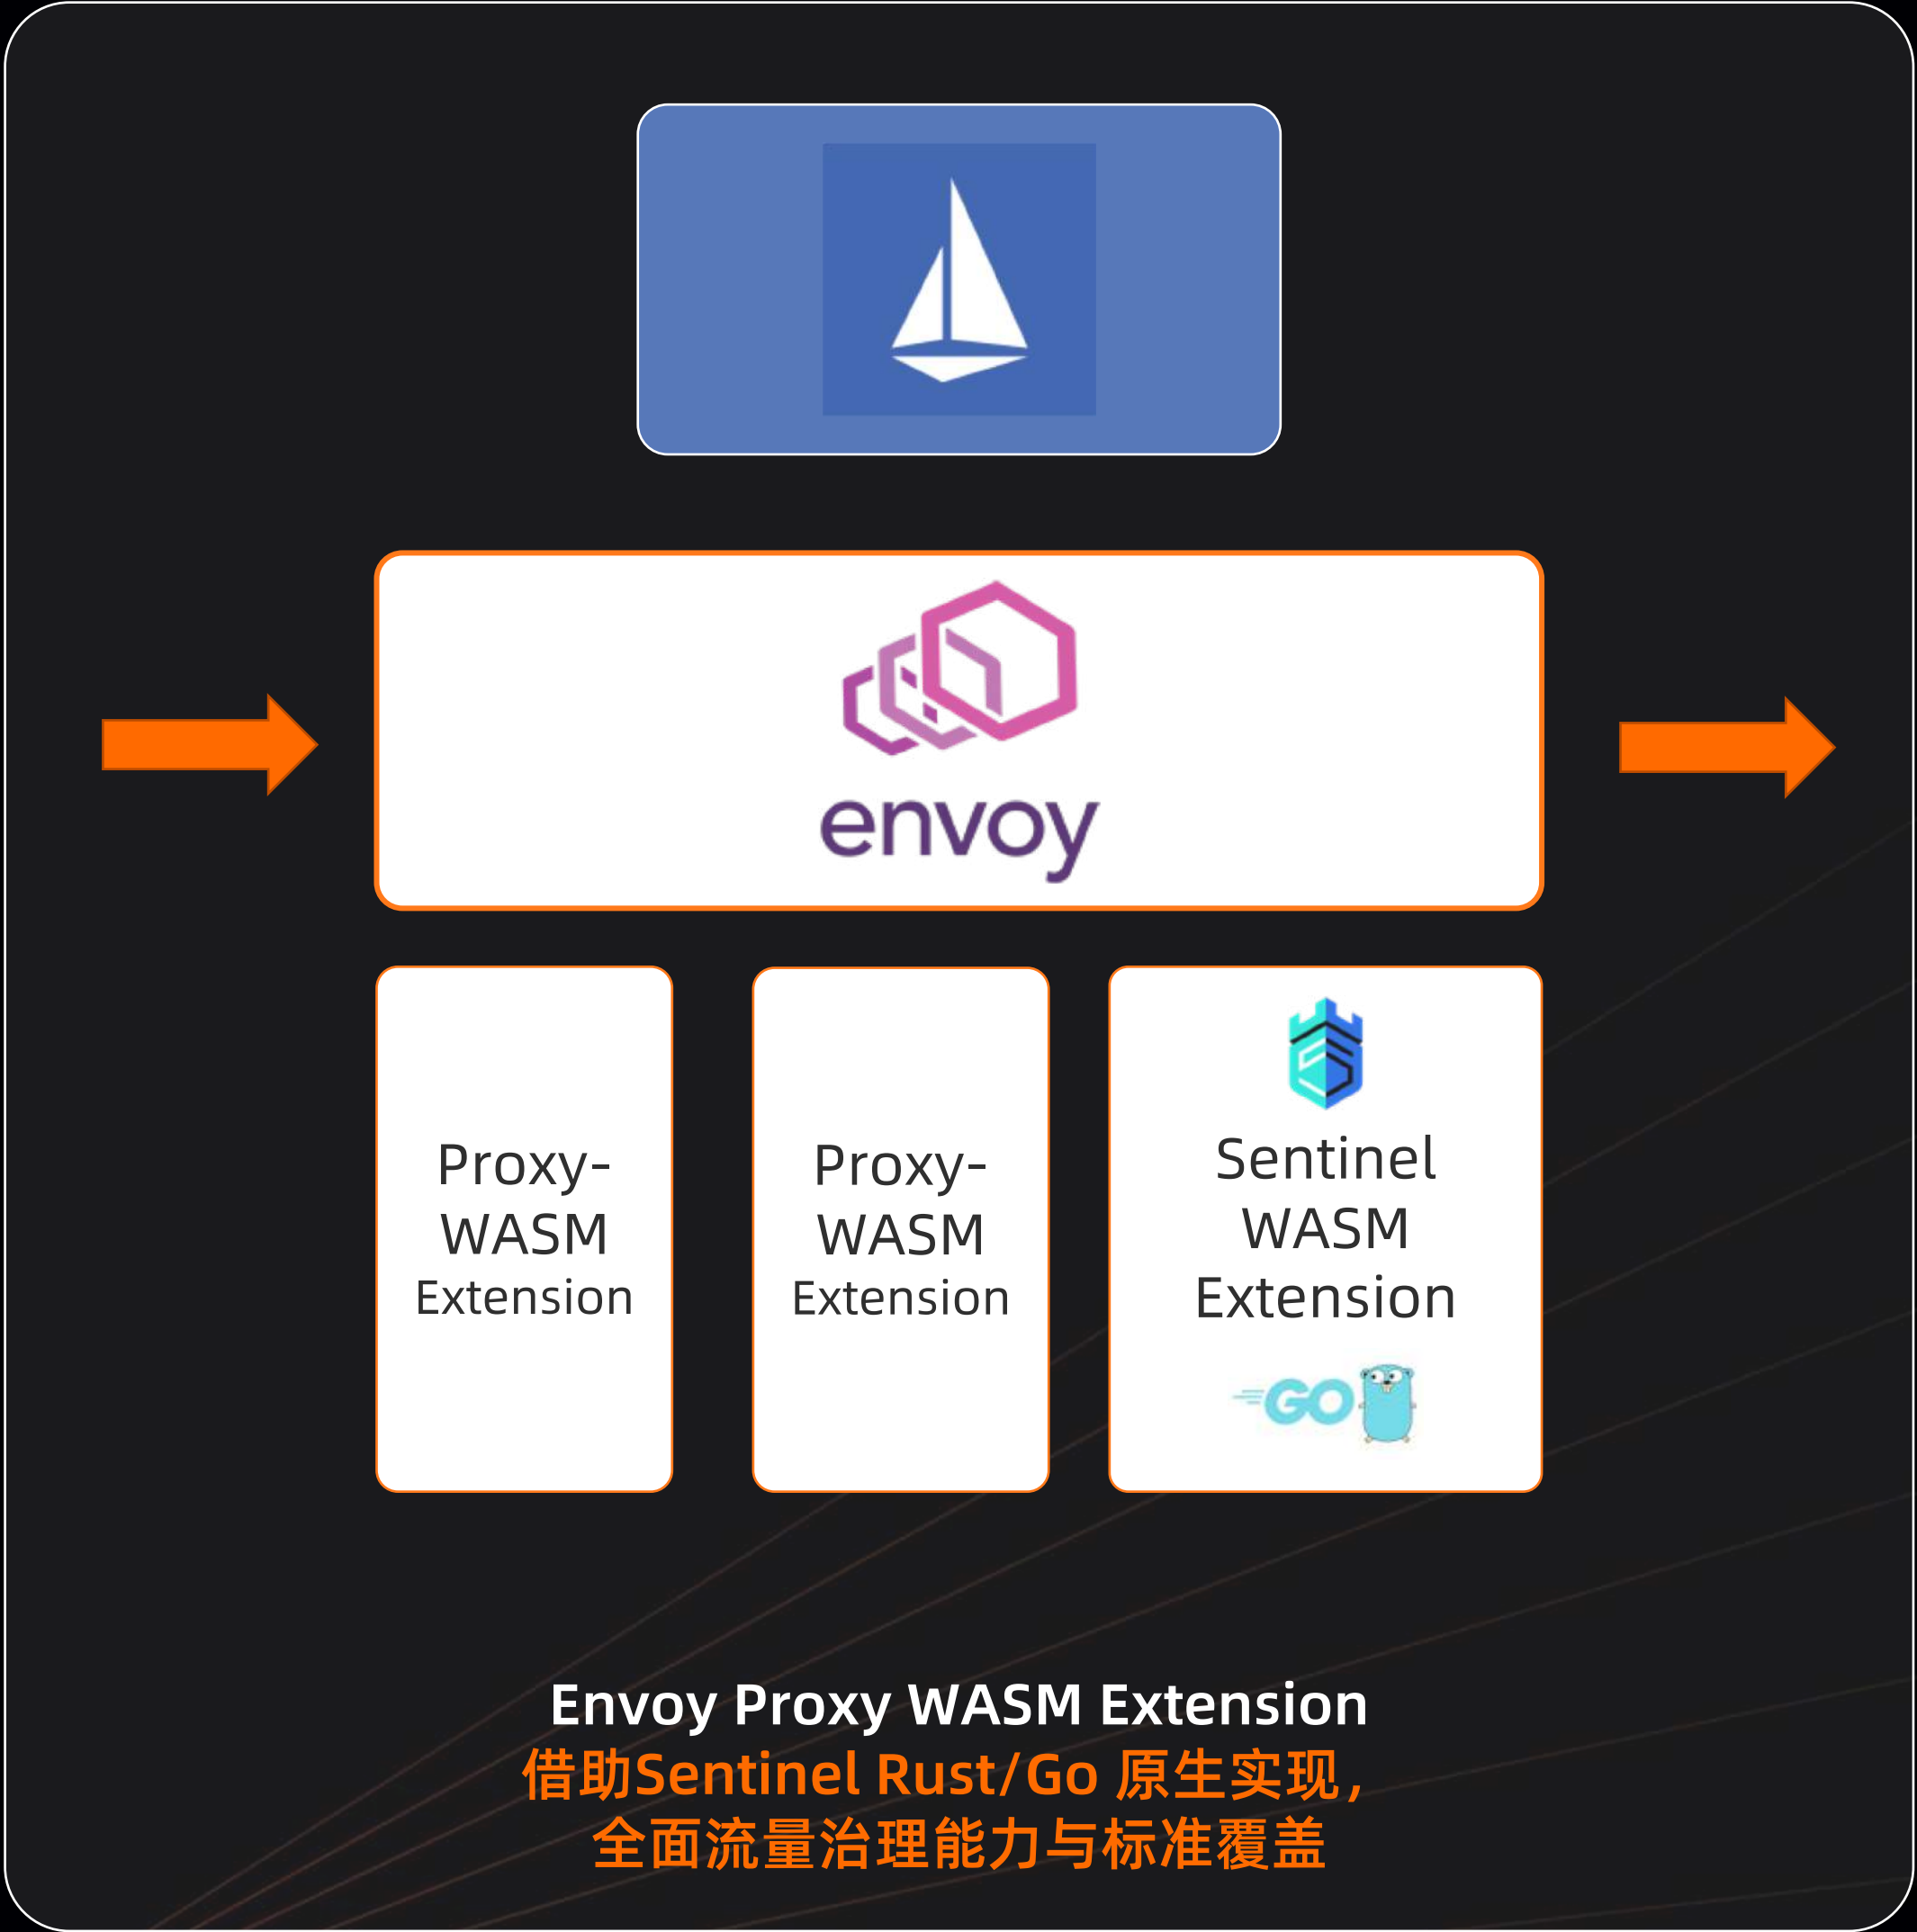 envoy
Proxy-
WASM
Extension
Proxy-
WASM
Extension
Sentinel
WASM
Extension
GO
Envoy Proxy WASM Extension
借助Sentinel Rust/Go 原生实现,
全面流量治理能力与标准覆盖